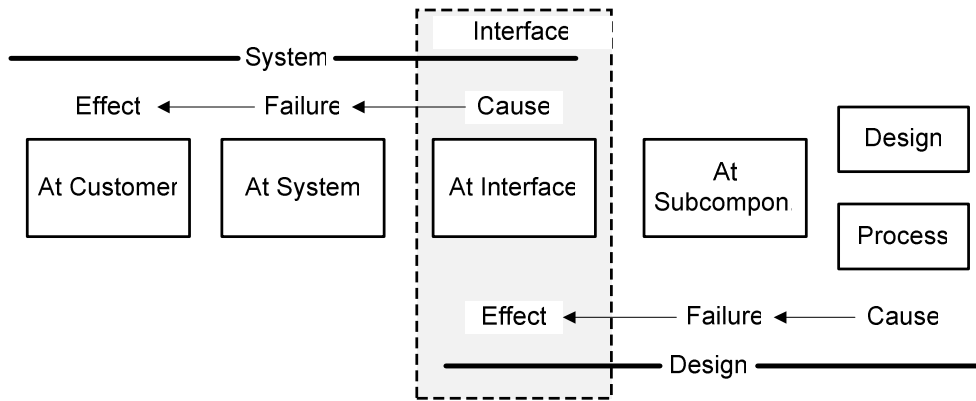 Interface
System
Effect Failure Cause
At Customer
At System
At Interface
At
Subcompon.
Design
Process
Effect Failure Cause
Design